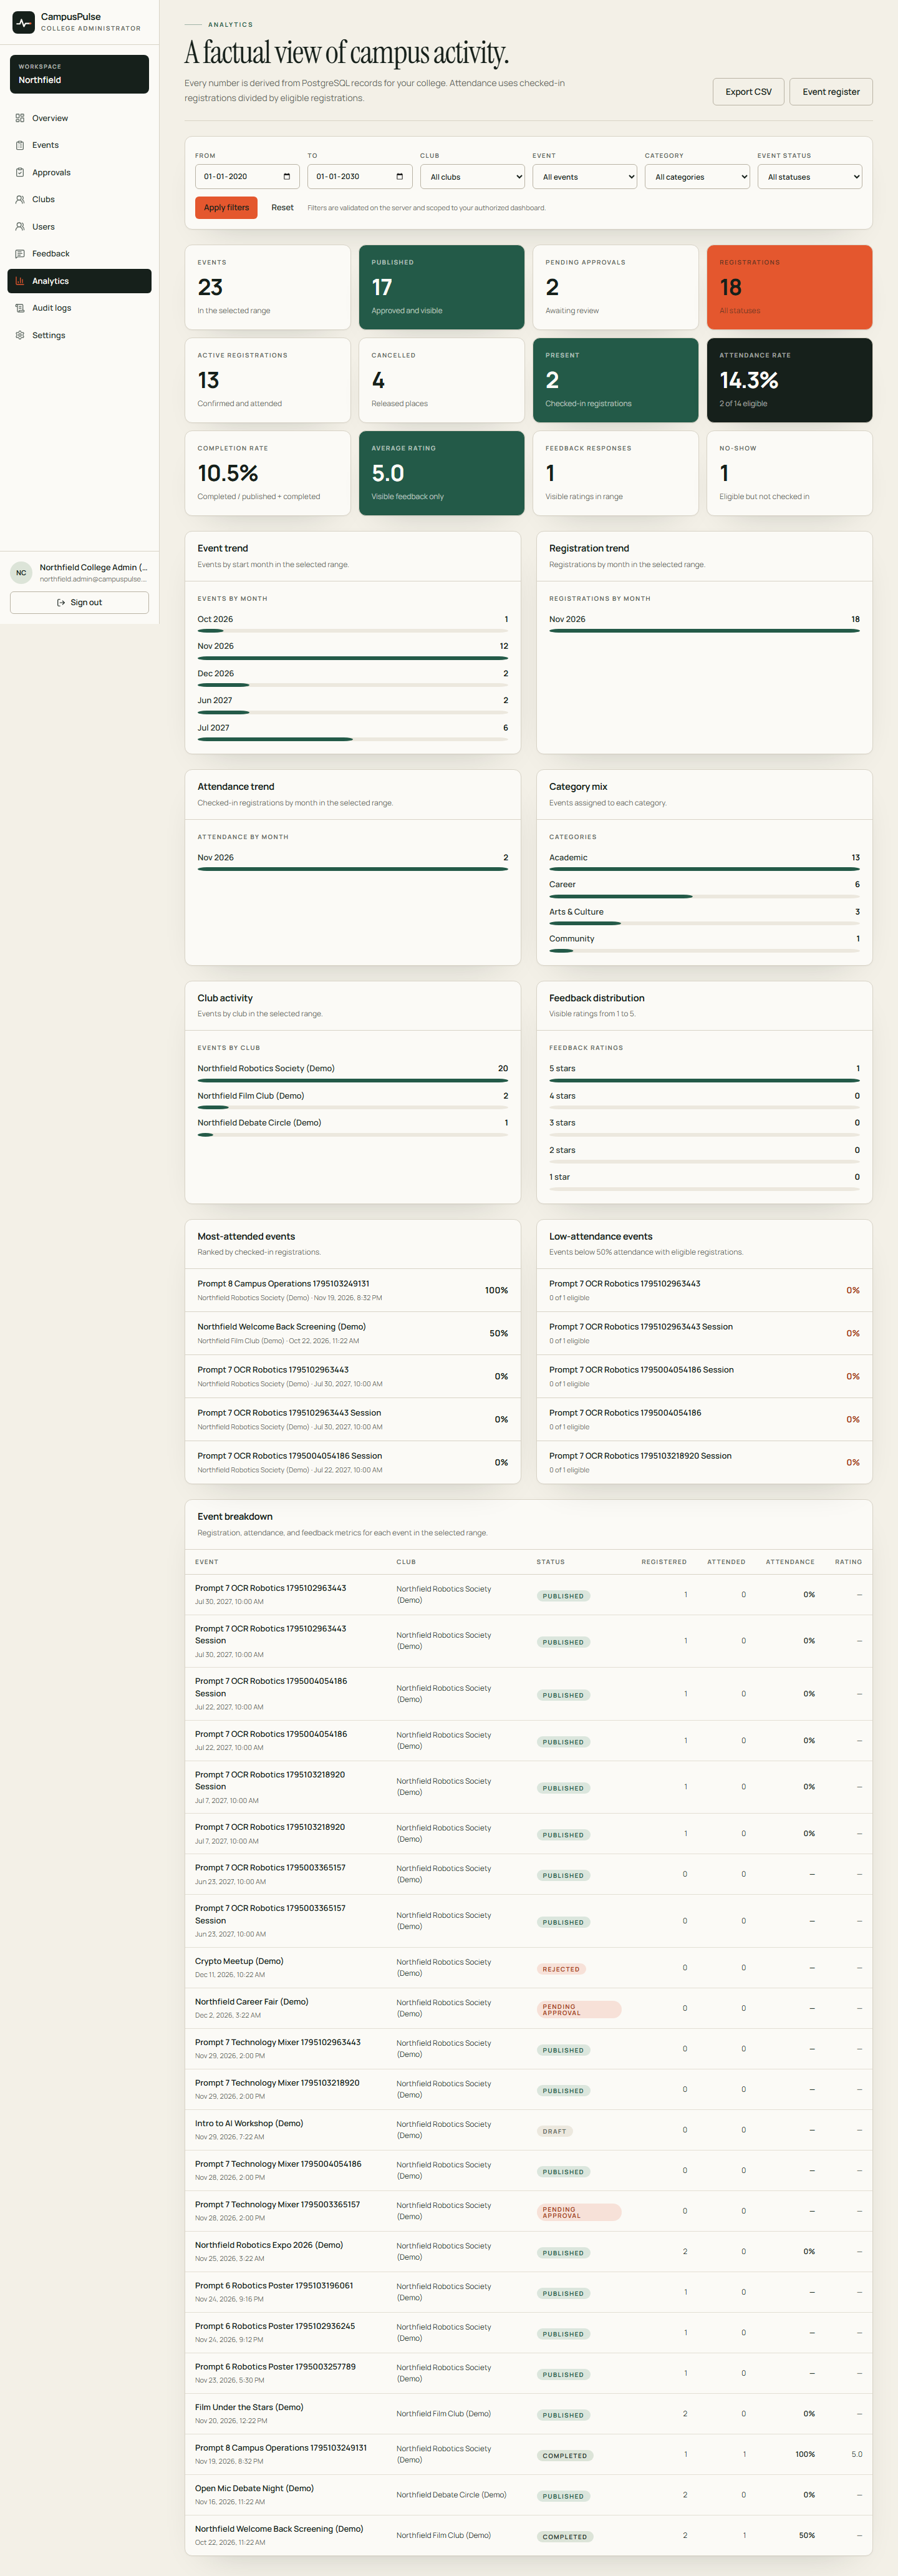 CampusPulse
COLLEGE ADMINISTRATOR
WORKSPACE
Northfield
Overview
Events
Approvals
Clubs
Users
Feedback
Analytics
Audit logs
Settings
NC
Northfield College Admin (...
northfield.admin@campuspulse....
Sign out
ANALYTICS
A factual view of campus activity.
Every number is derived from PostgreSQL records for your college. Attendance uses checked-in
registrations divided by eligible registrations.
Export CSV
Event register
FROM TO CLUB EVENT CATEGORY EVENT STATUS
01-01-2020 01-01-2030 All clubs All events All categories All statuses
Apply filters Reset Filters are validated on the server and scoped to your authorized dashboard.
EVENTS PUBLISHED PENDING APPROVALS REGISTRATIONS
23 17 2 18
In the selected range Approved and visible Awaiting review All statuses
ACTIVE REGISTRATIONS CANCELLED PRESENT ATTENDANCE RATE
13 4 2 14.3%
Confirmed and attended Released places Checked-in registrations 2 of 14 eligible
COMPLETION RATE AVERAGE RATING FEEDBACK RESPONSES NO-SHOW
10.5% 5.0 1 1
Completed / published + completed Visible feedback only Visible ratings in range Eligible but not checked in
Event trend
Events by start month in the selected range.
EVENTS BY MONTH
Oct 2026 1
Nov 2026 12
Dec 2026 2
Jun 2027 2
Jul 2027 6
Registration trend
Registrations by month in the selected range.
REGISTRATIONS BY MONTH
Nov 2026 18
Attendance trend
Checked-in registrations by month in the selected range.
ATTENDANCE BY MONTH
Nov 2026 2
Category mix
Events assigned to each category.
CATEGORIES
Academic 13
Career 6
Arts & Culture 3
Community 1
Club activity
Events by club in the selected range.
EVENTS BY CLUB
Northfield Robotics Society (Demo) 20
Northfield Film Club (Demo) 2
Northfield Debate Circle (Demo) 1
Feedback distribution
Visible ratings from 1 to 5.
FEEDBACK RATINGS
5 stars 1
4 stars 0
3 stars 0
2 stars 0
1 star 0
Most-attended events
Ranked by checked-in registrations.
Prompt 8 Campus Operations 1795103249131
Northfield Robotics Society (Demo) · Nov 19, 2026, 8:32 PM
100%
Northfield Welcome Back Screening (Demo)
Northfield Film Club (Demo) · Oct 22, 2026, 11:22 AM
50%
Prompt 7 OCR Robotics 1795102963443
Northfield Robotics Society (Demo) · Jul 30, 2027, 10:00 AM
0%
Prompt 7 OCR Robotics 1795102963443 Session
Northfield Robotics Society (Demo) · Jul 30, 2027, 10:00 AM
0%
Prompt 7 OCR Robotics 1795004054186 Session
Northfield Robotics Society (Demo) · Jul 22, 2027, 10:00 AM
0%
Low-attendance events
Events below 50% attendance with eligible registrations.
Prompt 7 OCR Robotics 1795102963443
0 of 1 eligible
0%
Prompt 7 OCR Robotics 1795102963443 Session
0 of 1 eligible
0%
Prompt 7 OCR Robotics 1795004054186 Session
0 of 1 eligible
0%
Prompt 7 OCR Robotics 1795004054186
0 of 1 eligible
0%
Prompt 7 OCR Robotics 1795103218920 Session
0 of 1 eligible
0%
Event breakdown
Registration, attendance, and feedback metrics for each event in the selected range.
EVENT CLUB STATUS REGISTERED ATTENDED ATTENDANCE RATING
Prompt 7 OCR Robotics 1795102963443
Jul 30, 2027, 10:00 AM
Northfield Robotics Society
(Demo)
PUBLISHED 1 0 0% —
Prompt 7 OCR Robotics 1795102963443
Session
Jul 30, 2027, 10:00 AM
Northfield Robotics Society
(Demo)
PUBLISHED 1 0 0% —
Prompt 7 OCR Robotics 1795004054186
Session
Jul 22, 2027, 10:00 AM
Northfield Robotics Society
(Demo)
PUBLISHED 1 0 0% —
Prompt 7 OCR Robotics 1795004054186
Jul 22, 2027, 10:00 AM
Northfield Robotics Society
(Demo)
PUBLISHED 1 0 0% —
Prompt 7 OCR Robotics 1795103218920
Session
Jul 7, 2027, 10:00 AM
Northfield Robotics Society
(Demo)
PUBLISHED 1 0 0% —
Prompt 7 OCR Robotics 1795103218920
Jul 7, 2027, 10:00 AM
Northfield Robotics Society
(Demo)
PUBLISHED 1 0 0% —
Prompt 7 OCR Robotics 1795003365157
Jun 23, 2027, 10:00 AM
Northfield Robotics Society
(Demo)
PUBLISHED 0 0 — —
Prompt 7 OCR Robotics 1795003365157
Session
Jun 23, 2027, 10:00 AM
Northfield Robotics Society
(Demo)
PUBLISHED 0 0 — —
Crypto Meetup (Demo)
Dec 11, 2026, 10:22 AM
Northfield Robotics Society
(Demo)
REJECTED 0 0 — —
Northfield Career Fair (Demo)
Dec 2, 2026, 3:22 AM
Northfield Robotics Society
(Demo)
PENDING
APPROVAL
0 0 — —
Prompt 7 Technology Mixer 1795102963443
Nov 29, 2026, 2:00 PM
Northfield Robotics Society
(Demo)
PUBLISHED 0 0 — —
Prompt 7 Technology Mixer 1795103218920
Nov 29, 2026, 2:00 PM
Northfield Robotics Society
(Demo)
PUBLISHED 0 0 — —
Intro to AI Workshop (Demo)
Nov 29, 2026, 7:22 AM
Northfield Robotics Society
(Demo)
DRAFT 0 0 — —
Prompt 7 Technology Mixer 1795004054186
Nov 28, 2026, 2:00 PM
Northfield Robotics Society
(Demo)
PUBLISHED 0 0 — —
Prompt 7 Technology Mixer 1795003365157
Nov 28, 2026, 2:00 PM
Northfield Robotics Society
(Demo)
PENDING
APPROVAL
0 0 — —
Northfield Robotics Expo 2026 (Demo)
Nov 25, 2026, 3:22 AM
Northfield Robotics Society
(Demo)
PUBLISHED 2 0 0% —
Prompt 6 Robotics Poster 1795103196061
Nov 24, 2026, 9:16 PM
Northfield Robotics Society
(Demo)
PUBLISHED 1 0 — —
Prompt 6 Robotics Poster 1795102936245
Nov 24, 2026, 9:12 PM
Northfield Robotics Society
(Demo)
PUBLISHED 1 0 — —
Prompt 6 Robotics Poster 1795003257789
Nov 23, 2026, 5:30 PM
Northfield Robotics Society
(Demo)
PUBLISHED 1 0 — —
Film Under the Stars (Demo)
Nov 20, 2026, 12:22 PM
Northfield Film Club (Demo)
PUBLISHED 2 0 0% —
Prompt 8 Campus Operations 1795103249131
Nov 19, 2026, 8:32 PM
Northfield Robotics Society
(Demo)
COMPLETED 1 1 100% 5.0
Open Mic Debate Night (Demo)
Nov 16, 2026, 11:22 AM
Northfield Debate Circle (Demo)
PUBLISHED 2 0 0% —
Northfield Welcome Back Screening (Demo)
Oct 22, 2026, 11:22 AM
Northfield Film Club (Demo)
COMPLETED 2 1 50% —